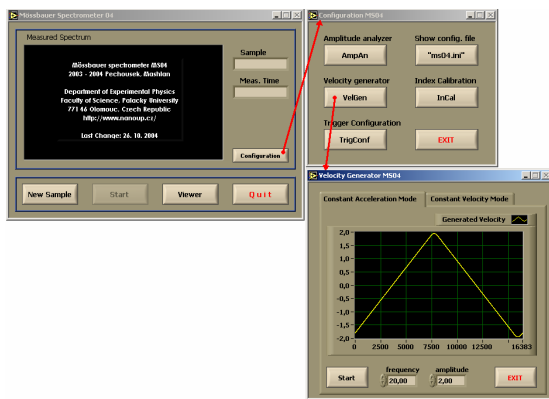 Mössbauer Spectrometer 04
Measured Spectrum
Mössbauer spectrometer MS04
2003 - 2004 Pechousek, Mashlan
Department of Experimental Physics
Faculty of Science, Palacky University
771 46 Olomouc, Czech Republic
http://www.nanoup.cz/
Last Change: 26. 10. 2004
Sample
Meas. Time
Configuration
New Sample
Start
Viewer
Quit
Configuration MS04
Amplitude analyzer
Show config. file
AmpAn
"ms04.ini"
Velocity generator
Index Calibration
VelGen
InCal
Trigger Configuration
TrigConf
EXIT
Velocity Generator MS04
Constant Acceleration Mode
Constant Velocity Mode
Generated Velocity
2,0
1,5
1,0
0,5
0,0
-0,5
-1,0
-1,5
-2,0
0 2500 5000 7500 10000 12500 16383
frequency
amplitude
Start
20,00
2,00
EXIT